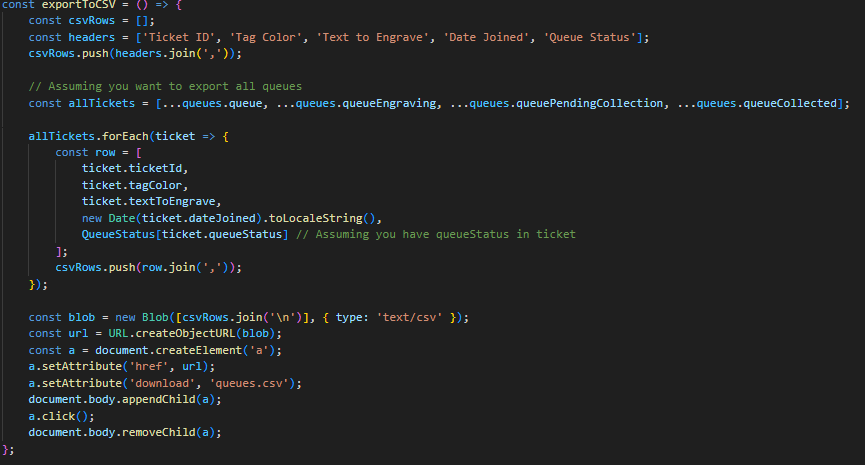 const exportToCSV = () => {
    const csvRows = [];
    const headers = ['Ticket ID', 'Tag Color', 'Text to Engrave', 'Date Joined', 'Queue Status'];
    csvRows.push(headers.join(','));

    // Assuming you want to export all queues
    const allTickets = [...queues.queue, ...queues.queueEngraving, ...queues.queuePendingCollection, ...queues.queueCollected];

    allTickets.forEach(ticket => {
        const row = [
            ticket.ticketId,
            ticket.tagColor,
            ticket.textToEngrave,
            new Date(ticket.dateJoined).toLocaleString(),
            QueueStatus[ticket.queueStatus] // Assuming you have queueStatus in ticket
        ];
        csvRows.push(row.join(','));
    });

    const blob = new Blob([csvRows.join('\n')], { type: 'text/csv' });
    const url = URL.createObjectURL(blob);
    const a = document.createElement('a');
    a.setAttribute('href', url);
    a.setAttribute('download', 'queues.csv');
    document.body.appendChild(a);
    a.click();
    document.body.removeChild(a);
};